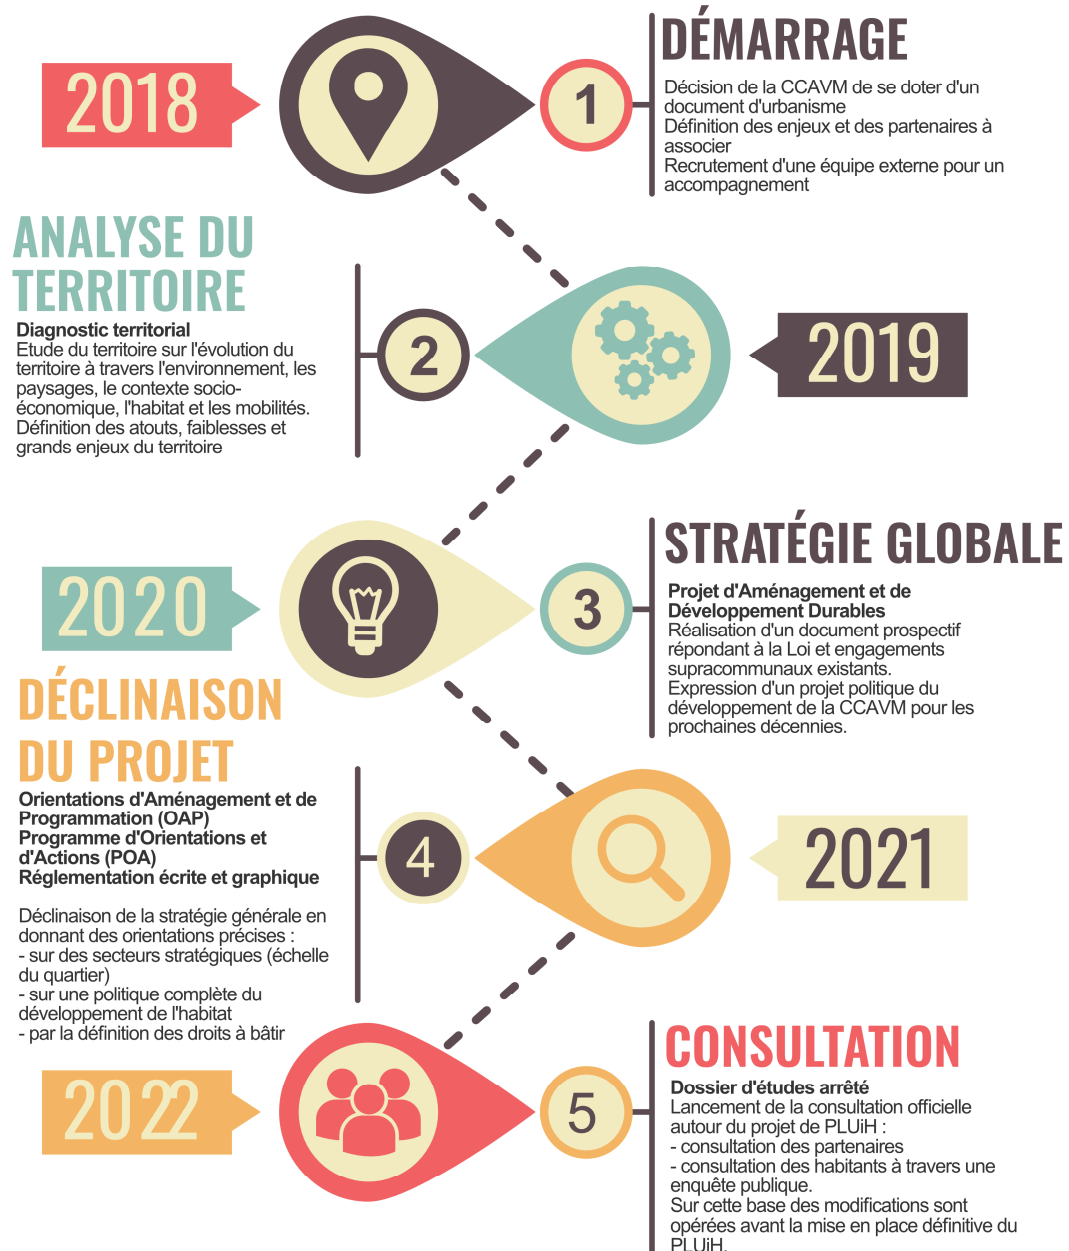 2018
1
DÉMARRAGE
Décision de la CCAVM de se doter d'un
document d'urbanisme
Définition des enjeux et des partenaires à
associer
Recrutement d'une équipe externe pour un
accompagnement
ANALYSE DU
TERRITOIRE
Diagnostic territorial
Etude du territoire sur l'évolution du
territoire à travers l'environnement, les
paysages, le contexte socio-
économique, l'habitat et les mobilités.
Définition des atouts, faiblesses et
grands enjeux du territoire
2
2019
2020
3
STRATÉGIE GLOBALE
Projet d'Aménagement et de
Développement Durables
Réalisation d'un document prospectif
répondant à la Loi et engagements
supracommunaux existants.
Expression d'un projet politique du
développement de la CCAVM pour les
prochaines décennies.
DÉCLINAISON
DU PROJET
Orientations d'Aménagement et de
Programmation (OAP)
Programme d'Orientations et
d'Actions (POA)
Réglementation écrite et graphique
Déclinaison de la stratégie générale en
donnant des orientations précises :
- sur des secteurs stratégiques (échelle
du quartier)
- sur une politique complète du
développement de l'habitat
- par la définition des droits à bâtir
4
2021
2022
5
CONSULTATION
Dossier d'études arrêté
Lancement de la consultation officielle
autour du projet de PLUiH :
- consultation des partenaires
- consultation des habitants à travers une
enquête publique.
Sur cette base des modifications sont
opérées avant la mise en place définitive du
PLUiH.